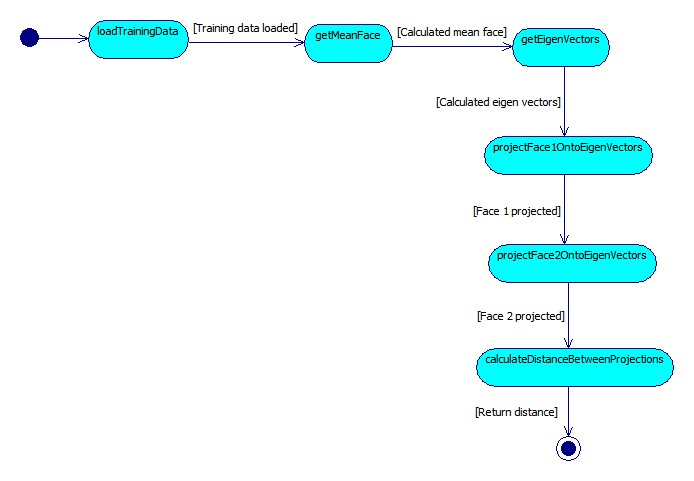 loadTrainingData
[Training data loaded]
getMeanFace
[Calculated mean face]
getEigenVectors
[Calculated eigen vectors]
projectFace1OntoEigenVectors
[Face 1 projected]
projectFace2OntoEigenVectors
[Face 2 projected]
calculateDistanceBetweenProjections
[Return distance]